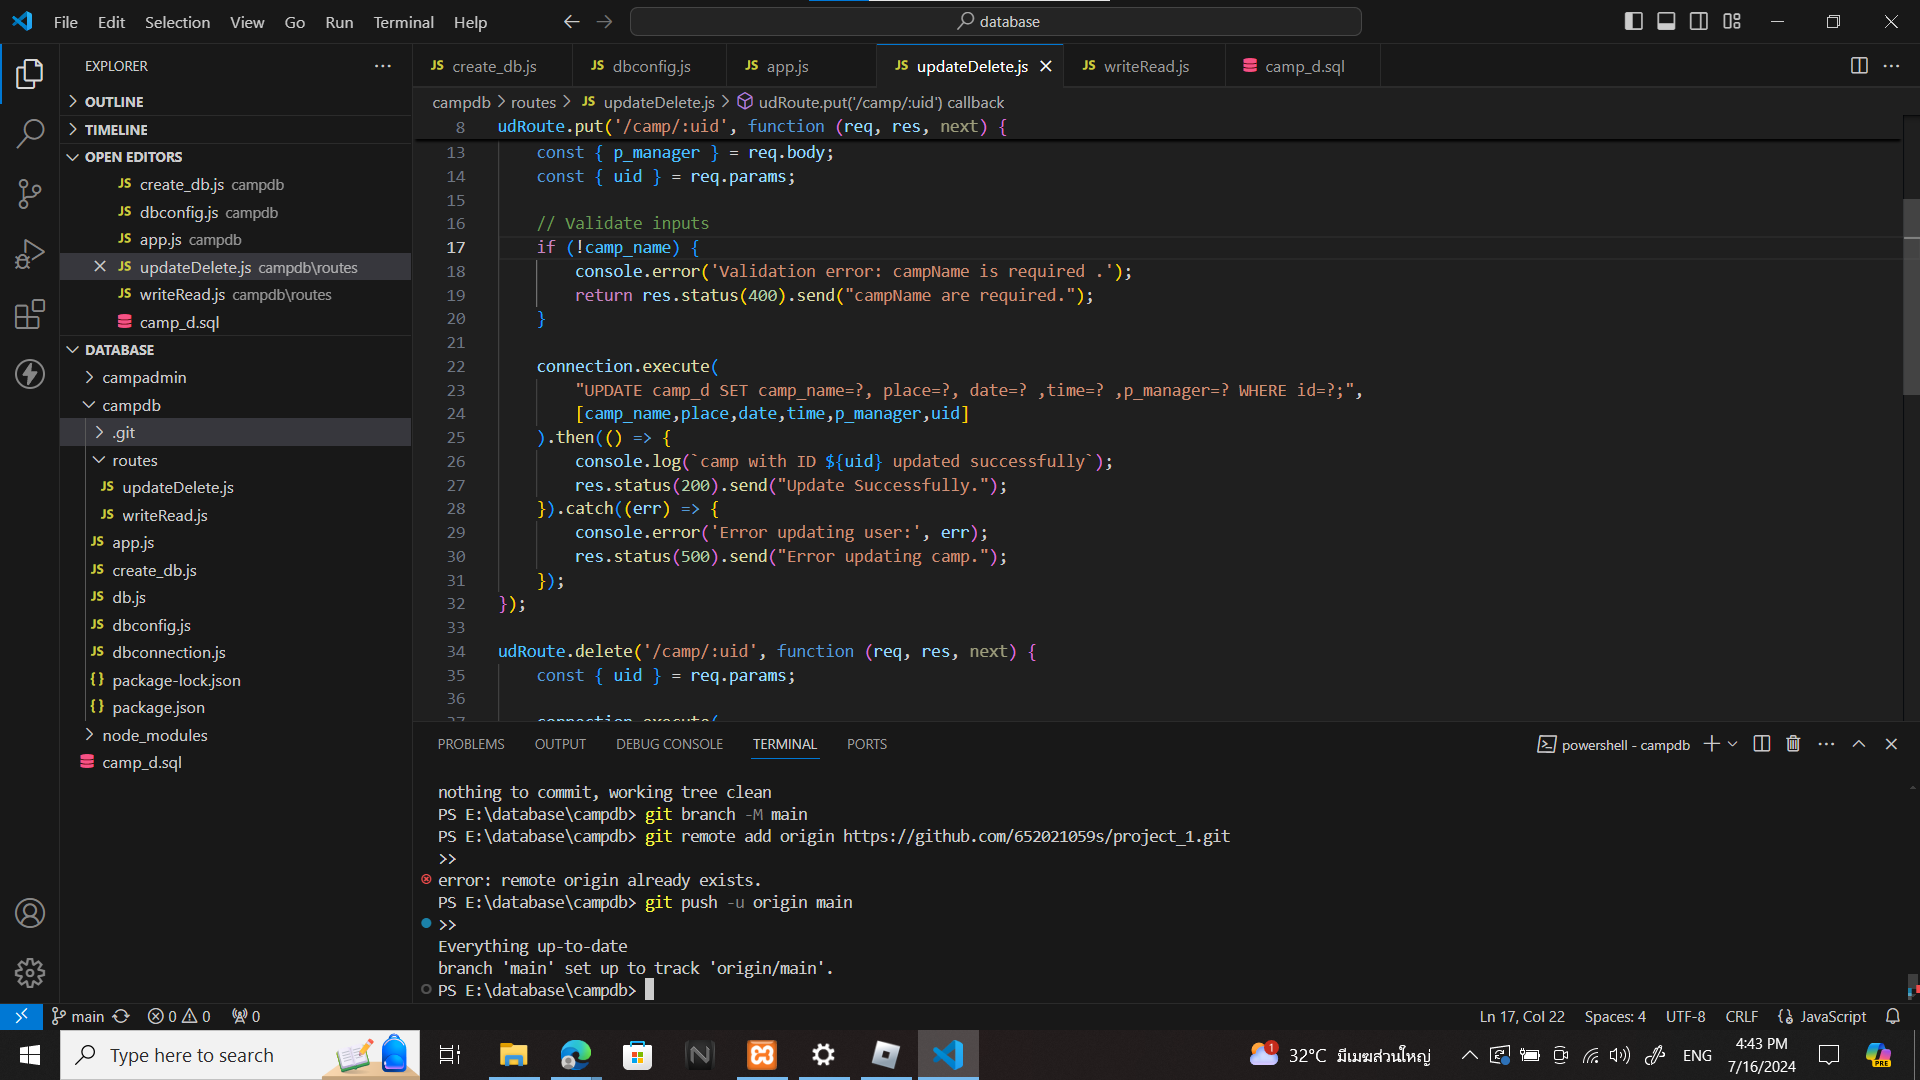 File Edit Selection View Go Run Terminal Help
database
EXPLORER
OUTLINE
TIMELINE
OPEN EDITORS
JS create_db.js campdb
JS dbconfig.js campdb
JS app.js campdb
JS updateDelete.js campdb\routes
JS writeRead.js campdb\routes
camp_d.sql
DATABASE
campadmin
campdb
.git
routes
JS updateDelete.js
JS writeRead.js
JS app.js
JS create_db.js
JS db.js
JS dbconfig.js
JS dbconnection.js
{} package-lock.json
{} package.json
node_modules
camp_d.sql
JS create_db.js JS dbconfig.js JS app.js JS updateDelete.js JS writeRead.js camp_d.sql
campdb > routes > JS updateDelete.js > udRoute.put('/camp/:uid') callback
8 udRoute.put('/camp/:uid', function (req, res, next) {
13 const { p_manager } = req.body;
14 const { uid } = req.params;
15
16 // Validate inputs
17 if (!camp_name) {
18 console.error('Validation error: campName is required .');
19 return res.status(400).send("campName are required.");
20 }
21
22 connection.execute(
23 "UPDATE camp_d SET camp_name=?, place=?, date=? ,time=? ,p_manager=? WHERE id=?;",
24 [camp_name,place,date,time,p_manager,uid]
25 ).then(() => {
26 console.log(`camp with ID ${uid} updated successfully`);
27 res.status(200).send("Update Successfully.");
28 }).catch((err) => {
29 console.error('Error updating user:', err);
30 res.status(500).send("Error updating camp.");
31 });
32 });
33
34 udRoute.delete('/camp/:uid', function (req, res, next) {
35 const { uid } = req.params;
36
37 connection.execute(
PROBLEMS OUTPUT DEBUG CONSOLE TERMINAL PORTS
powershell - campdb
nothing to commit, working tree clean
PS E:\database\campdb> git branch -M main
PS E:\database\campdb> git remote add origin https://github.com/652021059s/project_1.git
>>
error: remote origin already exists.
PS E:\database\campdb> git push -u origin main
>>
Everything up-to-date
branch 'main' set up to track 'origin/main'.
PS E:\database\campdb>
main 0 0 0
Ln 17, Col 22 Spaces: 4 UTF-8 CRLF {} JavaScript
Type here to search
1
32°C มีเมฆส่วนใหญ่
ENG
4:43 PM
7/16/2024
PRE